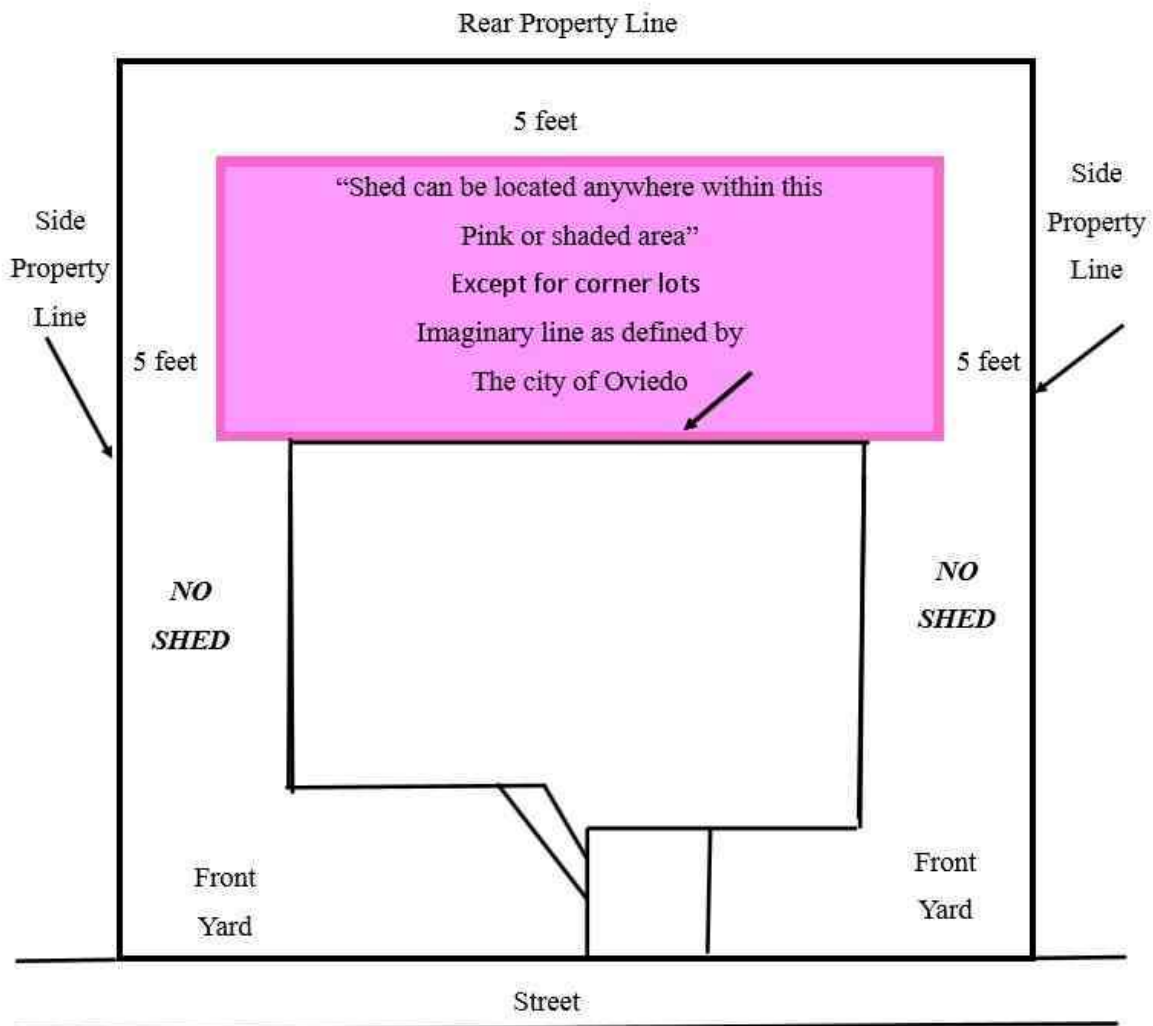 Rear Property Line
5 feet
“Shed can be located anywhere within this
Pink or shaded area”
Except for corner lots
Imaginary line as defined by
The city of Oviedo
Side
Property
Line
Side
Property
Line
5 feet
5 feet
NO
SHED
NO
SHED
Front
Yard
Front
Yard
Street